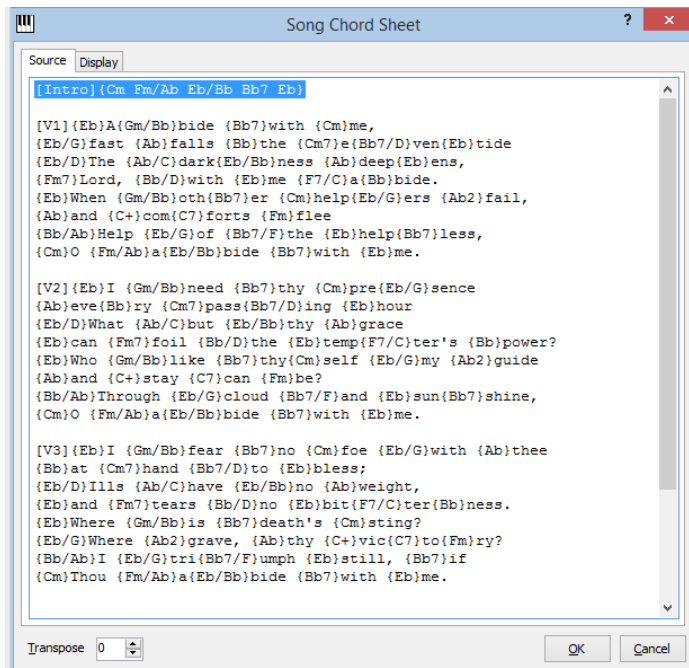 Song Chord Sheet
?
×
Source Display
[Intro]{Cm Fm/Ab Eb/Bb Bb7 Eb}
[V1]{Eb}A{Gm/Bb}bide {Bb7}with {Cm}me,
{Eb/G}fast {Ab}falls {Bb}the {Cm7}e{Bb7/D}ven{Eb}tide
{Eb/D}The {Ab/C}dark{Eb/Bb}ness {Ab}deep{Eb}ens,
{Fm7}Lord, {Bb/D}with {Eb}me {F7/C}a{Bb}bide.
{Eb}When {Gm/Bb}oth{Bb7}er {Cm}help{Eb/G}ers {Ab2}fail,
{Ab}and {C+}com{C7}forts {Fm}flee
{Bb/Ab}Help {Eb/G}of {Bb7/F}the {Eb}help{Bb7}less,
{Cm}O {Fm/Ab}a{Eb/Bb}bide {Bb7}with {Eb}me.
[V2]{Eb}I {Gm/Bb}need {Bb7}thy {Cm}pre{Eb/G}sence
{Ab}eve{Bb}ry {Cm7}pass{Bb7/D}ing {Eb}hour
{Eb/D}What {Ab/C}but {Eb/Bb}thy {Ab}grace
{Eb}can {Fm7}foil {Bb/D}the {Eb}temp{F7/C}ter's {Bb}power?
{Eb}Who {Gm/Bb}like {Bb7}thy{Cm}self {Eb/G}my {Ab2}guide
{Ab}and {C+}stay {C7}can {Fm}be?
{Bb/Ab}Through {Eb/G}cloud {Bb7/F}and {Eb}sun{Bb7}shine,
{Cm}O {Fm/Ab}a{Eb/Bb}bide {Bb7}with {Eb}me.
[V3]{Eb}I {Gm/Bb}fear {Bb7}no {Cm}foe {Eb/G}with {Ab}thee
{Bb}at {Cm7}hand {Bb7/D}to {Eb}bless;
{Eb/D}Ills {Ab/C}have {Eb/Bb}no {Ab}weight,
{Eb}and {Fm7}tears {Bb/D}no {Eb}bit{F7/C}ter{Bb}ness.
{Eb}Where {Gm/Bb}is {Bb7}death's {Cm}sting?
{Eb/G}Where {Ab2}grave, {Ab}thy {C+}vic{C7}to{Fm}ry?
{Bb/Ab}I {Eb/G}tri{Bb7/F}umph {Eb}still, {Bb7}if
{Cm}Thou {Fm/Ab}a{Eb/Bb}bide {Bb7}with {Eb}me.
Transpose 0 OK Cancel